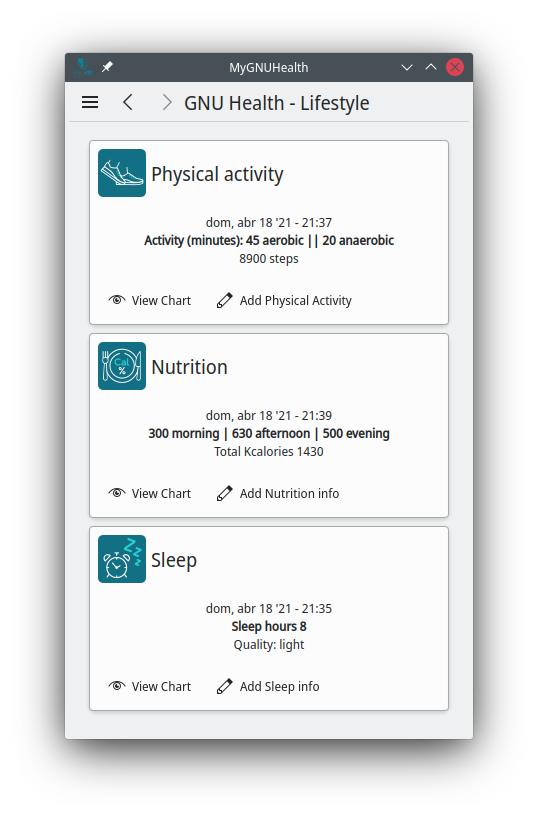 MyGNUHealth
GNU Health - Lifestyle
Physical activity
dom, abr 18 '21 - 21:37
Activity (minutes): 45 aerobic || 20 anaerobic
8900 steps
View Chart Add Physical Activity
Cal
%
Nutrition
dom, abr 18 '21 - 21:39
300 morning | 630 afternoon | 500 evening
Total Kcalories 1430
View Chart Add Nutrition info
ZZZ
Sleep
dom, abr 18 '21 - 21:35
Sleep hours 8
Quality: light
View Chart Add Sleep info